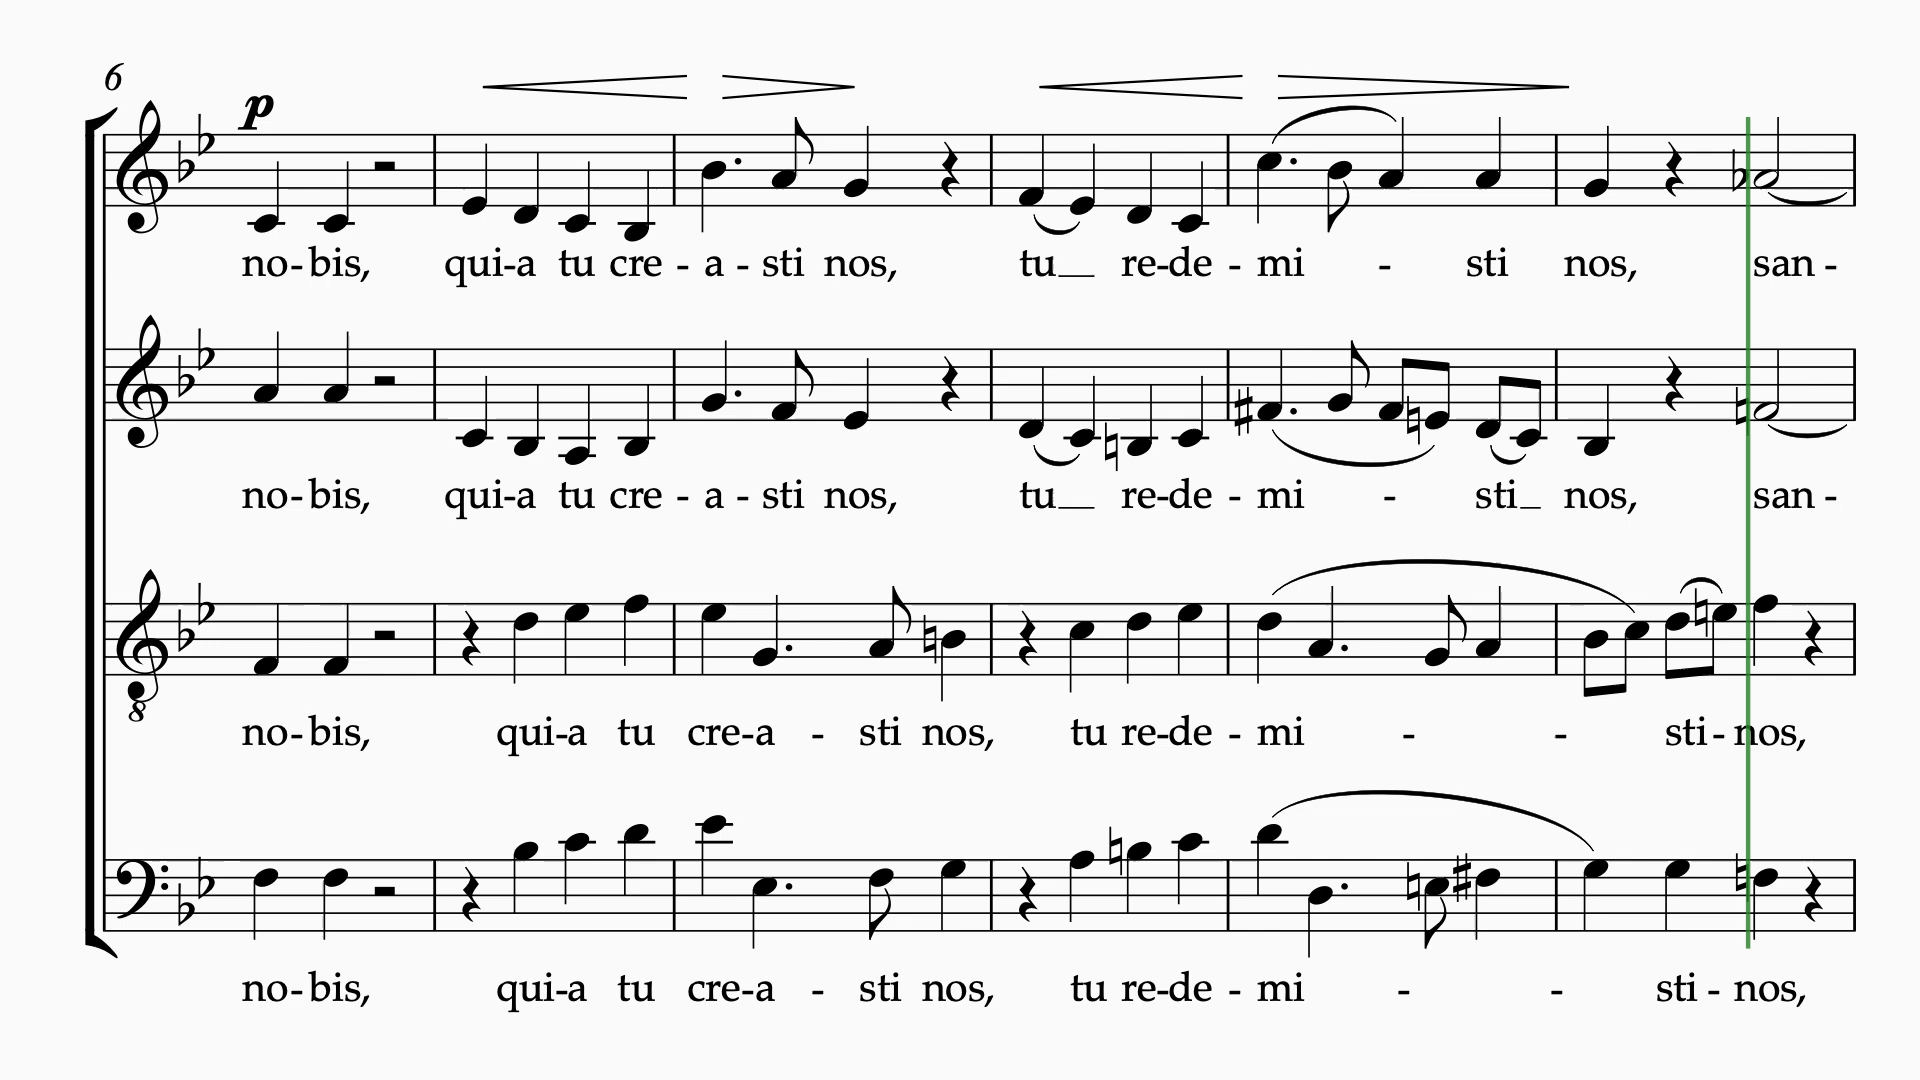 6
p
no - bis, qui - a tu cre - a - sti nos, tu re - de - mi - sti nos, san -
no - bis, qui - a tu cre - a - sti nos, tu re - de - mi - sti nos, san -
8
no - bis, qui - a tu cre - a - sti nos, tu re - de - mi - - sti - nos,
no - bis, qui - a tu cre - a - sti nos, tu re - de - mi - - sti - nos,